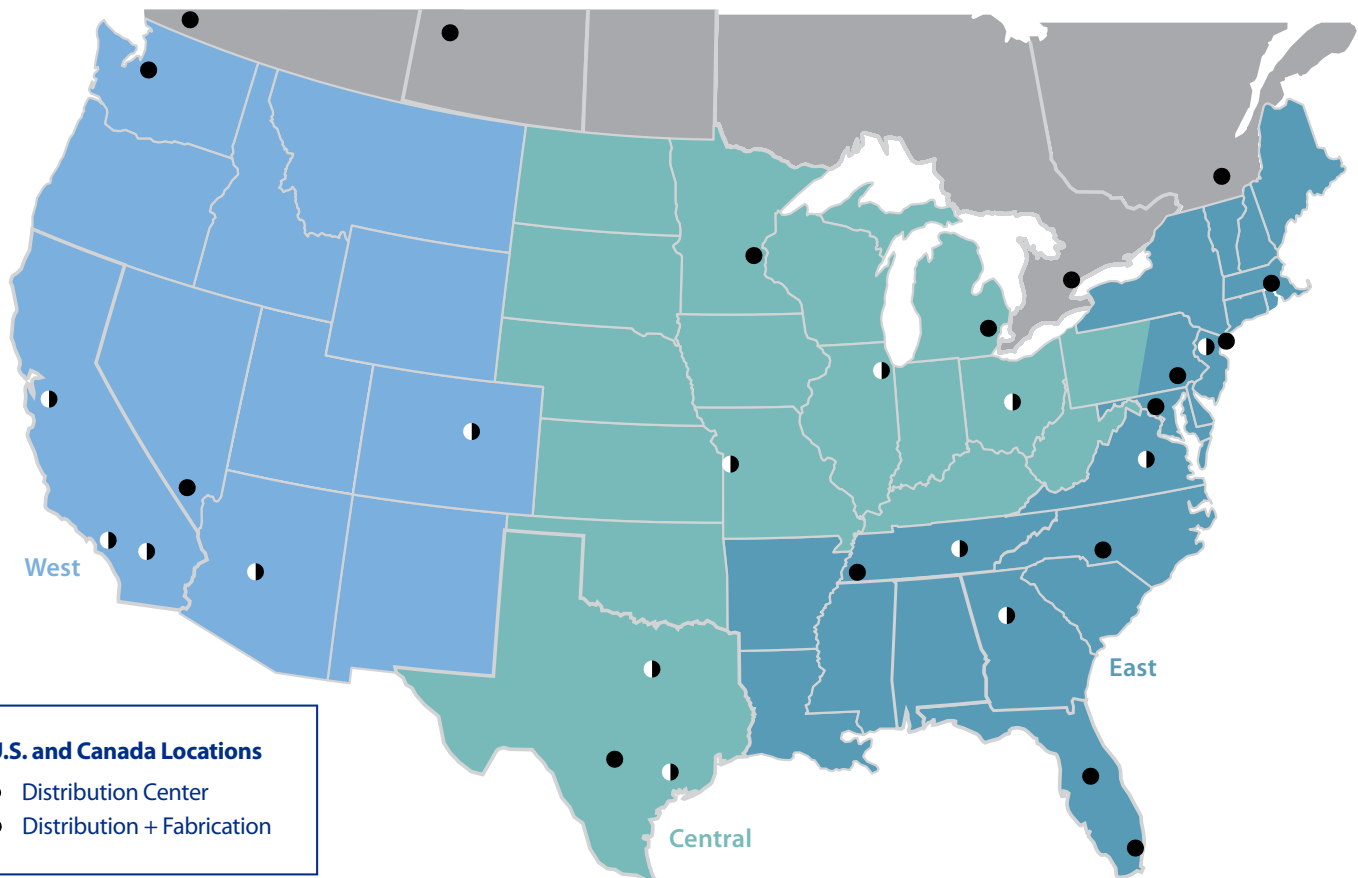 West
East
U.S. and Canada Locations
Distribution Center
Distribution + Fabrication
Central